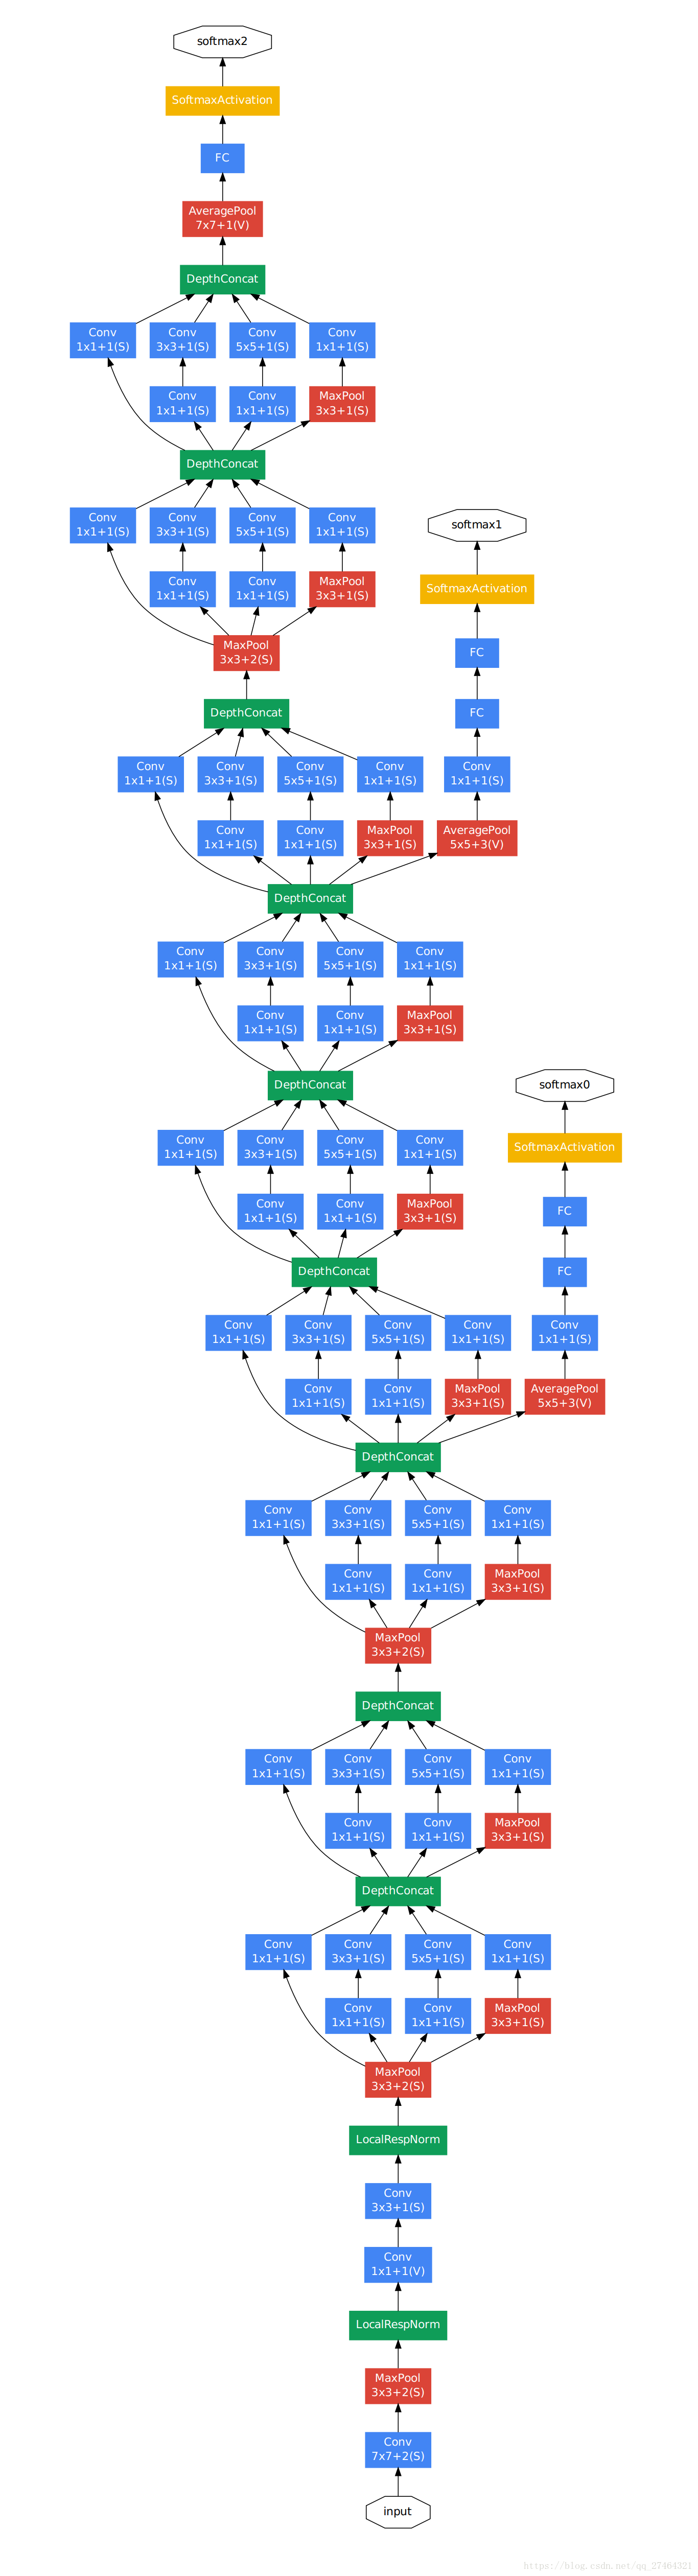 softmax2
SoftmaxActivation
FC
AveragePool
7x7+1(V)
DepthConcat
Conv Conv Conv Conv
1x1+1(S) 3x3+1(S) 5x5+1(S) 1x1+1(S)
Conv Conv MaxPool
1x1+1(S) 1x1+1(S) 3x3+1(S)
DepthConcat
Conv Conv Conv Conv
1x1+1(S) 3x3+1(S) 5x5+1(S) 1x1+1(S)
softmax1
Conv Conv MaxPool
1x1+1(S) 1x1+1(S) 3x3+1(S)
SoftmaxActivation
MaxPool
3x3+2(S)
FC
DepthConcat
FC
Conv Conv Conv Conv Conv
1x1+1(S) 3x3+1(S) 5x5+1(S) 1x1+1(S) 1x1+1(S)
Conv Conv MaxPool AveragePool
1x1+1(S) 1x1+1(S) 3x3+1(S) 5x5+3(V)
DepthConcat
Conv Conv Conv Conv
1x1+1(S) 3x3+1(S) 5x5+1(S) 1x1+1(S)
Conv Conv MaxPool
1x1+1(S) 1x1+1(S) 3x3+1(S)
DepthConcat
softmax0
Conv Conv Conv Conv
1x1+1(S) 3x3+1(S) 5x5+1(S) 1x1+1(S)
SoftmaxActivation
Conv Conv MaxPool
1x1+1(S) 1x1+1(S) 3x3+1(S)
FC
DepthConcat
FC
Conv Conv Conv Conv Conv
1x1+1(S) 3x3+1(S) 5x5+1(S) 1x1+1(S) 1x1+1(S)
Conv Conv MaxPool AveragePool
1x1+1(S) 1x1+1(S) 3x3+1(S) 5x5+3(V)
DepthConcat
Conv Conv Conv Conv
1x1+1(S) 3x3+1(S) 5x5+1(S) 1x1+1(S)
Conv Conv MaxPool
1x1+1(S) 1x1+1(S) 3x3+1(S)
MaxPool
3x3+2(S)
DepthConcat
Conv Conv Conv Conv
1x1+1(S) 3x3+1(S) 5x5+1(S) 1x1+1(S)
Conv Conv MaxPool
1x1+1(S) 1x1+1(S) 3x3+1(S)
DepthConcat
Conv Conv Conv Conv
1x1+1(S) 3x3+1(S) 5x5+1(S) 1x1+1(S)
Conv Conv MaxPool
1x1+1(S) 1x1+1(S) 3x3+1(S)
MaxPool
3x3+2(S)
LocalRespNorm
Conv
3x3+1(S)
Conv
1x1+1(V)
LocalRespNorm
MaxPool
3x3+2(S)
Conv
7x7+2(S)
input
https://blog.csdn.net/qq_27464321